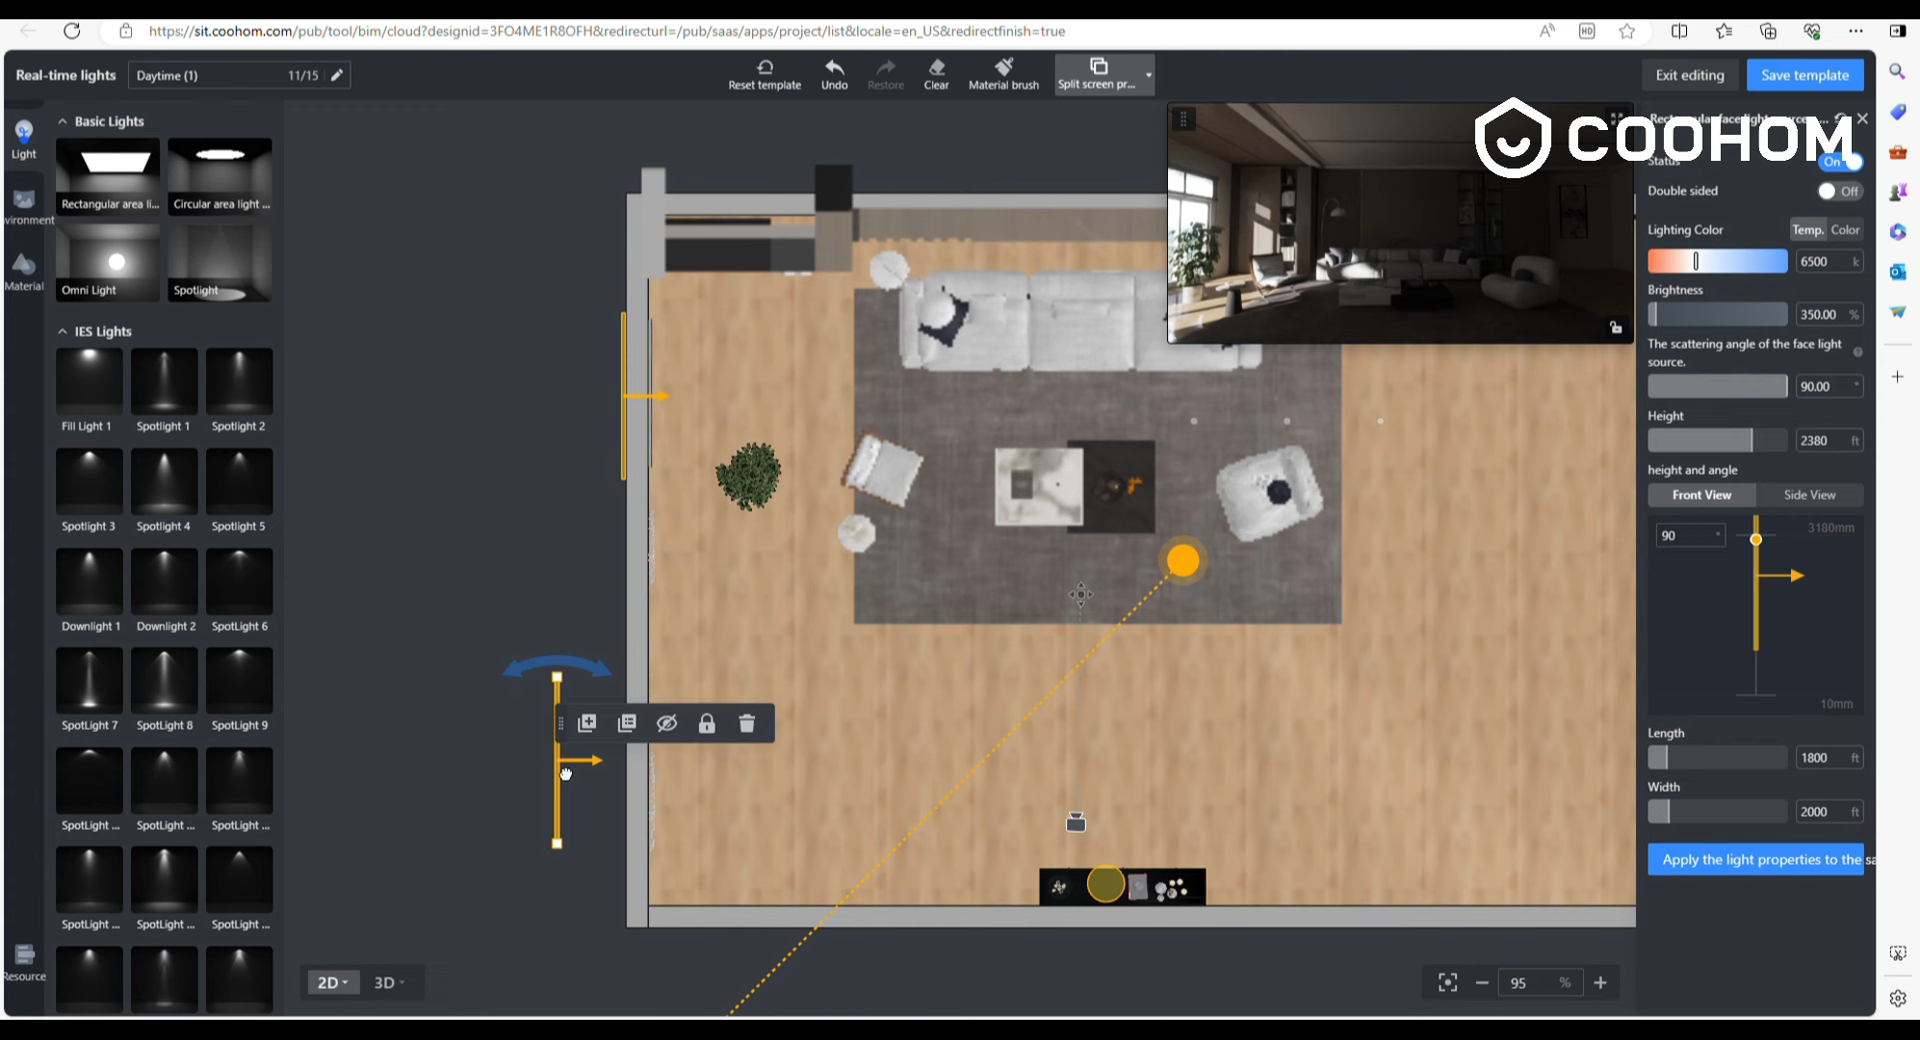 https://sit.coohom.com/pub/tool/bim/cloud?designid=3FO4ME1R8OFH&redirecturl=/pub/saas/apps/project/list&locale=en_US&redirectfinish=true
HD
Real-time lights
Daytime (1)
11/15
Reset template
Undo
Restore
Clear
Material brush
Split screen pr...
Exit editing
Save template
COOHOM
Light
vironment
Material
Resource
Basic Lights
Rectangular area li...
Circular area light ...
Omni Light
Spotlight
IES Lights
Fill Light 1
Spotlight 1
Spotlight 2
Spotlight 3
Spotlight 4
Spotlight 5
Downlight 1
Downlight 2
SpotLight 6
SpotLight 7
SpotLight 8
SpotLight 9
SpotLight ...
SpotLight ...
SpotLight ...
SpotLight ...
SpotLight ...
SpotLight ...
2D
3D
95 %
Rectangular face light source ...
Status
On
Double sided
Off
Lighting Color
Temp. Color
6500 k
Brightness
350.00 %
The scattering angle of the face light
source.
90.00 °
Height
2380 ft
height and angle
Front View
Side View
90 °
3180mm
10mm
Length
1800 ft
Width
2000 ft
Apply the light properties to the sa